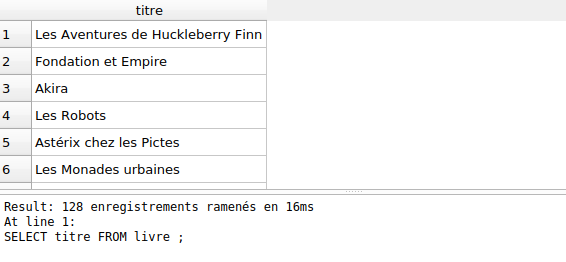 titre
1 Les Aventures de Huckleberry Finn
2 Fondation et Empire
3 Akira
4 Les Robots
5 Astérix chez les Pictes
6 Les Monades urbaines
Result: 128 enregistrements ramenés en 16ms
At line 1:
SELECT titre FROM livre ;